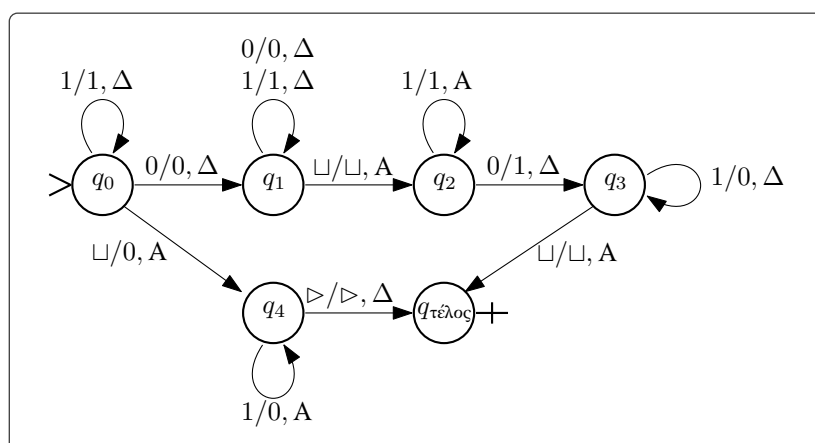 0/0, Δ
1/1, Δ 1/1, Δ 1/1, Α
q₀ 0/0, Δ q₁ ⊔/⊔, Α q₂ 0/1, Δ q₃ 1/0, Δ
⊔/0, Α ⊔/⊔, Α
q₄ ▷/▷, Δ q_τέλος
1/0, Α